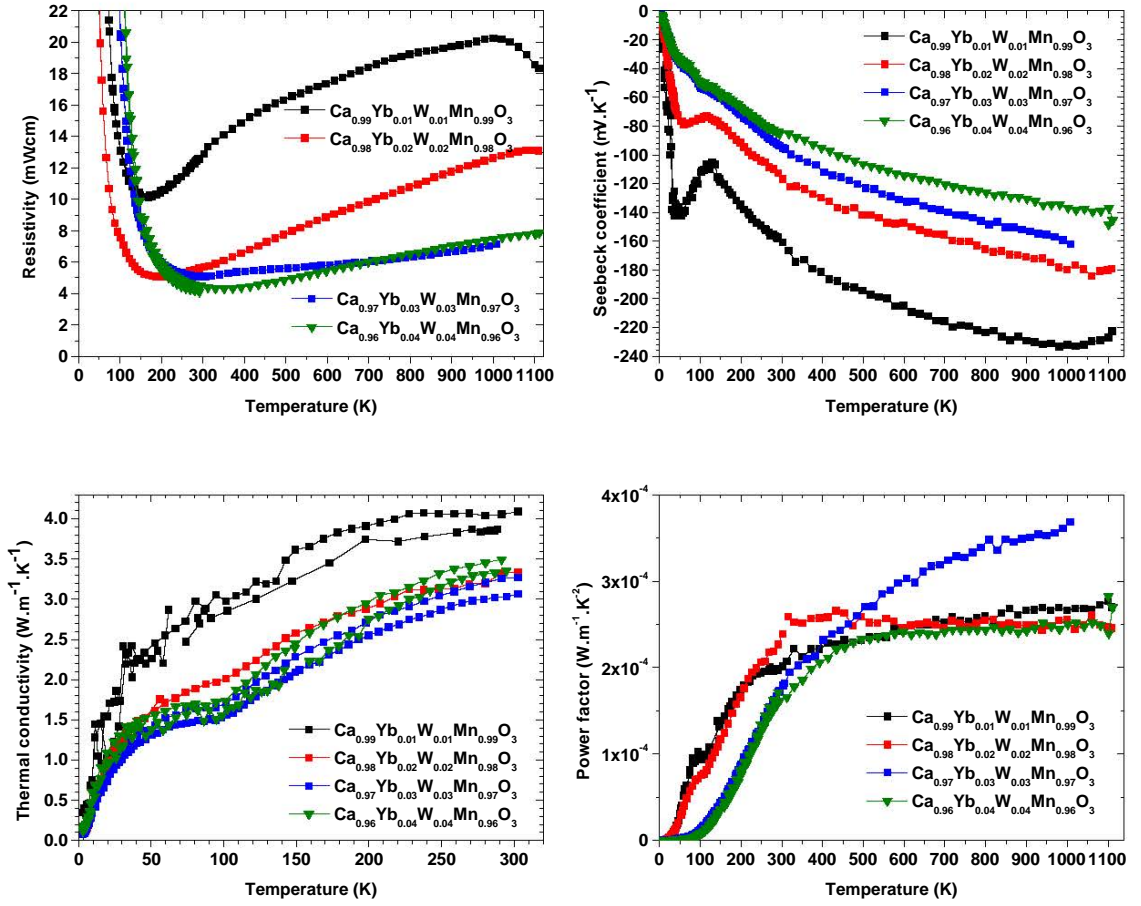 22
20
18
16
14
12
10
8
6
4
2
0
Resistivity (mWcm)
Ca0.99Yb0.01W0.01Mn0.99O3
Ca0.98Yb0.02W0.02Mn0.98O3
Ca0.97Yb0.03W0.03Mn0.97O3
Ca0.96Yb0.04W0.04Mn0.96O3
0 100 200 300 400 500 600 700 800 900 1000 1100
Temperature (K)
0
-20
-40
-60
-80
-100
-120
-140
-160
-180
-200
-220
-240
Seebeck coefficient (mV.K-1)
Ca0.99Yb0.01W0.01Mn0.99O3
Ca0.98Yb0.02W0.02Mn0.98O3
Ca0.97Yb0.03W0.03Mn0.97O3
Ca0.96Yb0.04W0.04Mn0.96O3
0 100 200 300 400 500 600 700 800 900 1000 1100
Temperature (K)
4.0
3.5
3.0
2.5
2.0
1.5
1.0
0.5
0.0
Thermal conductivity (W.m-1.K-1)
Ca0.99Yb0.01W0.01Mn0.99O3
Ca0.98Yb0.02W0.02Mn0.98O3
Ca0.97Yb0.03W0.03Mn0.97O3
Ca0.96Yb0.04W0.04Mn0.96O3
0 50 100 150 200 250 300
Temperature (K)
4x10-4
3x10-4
2x10-4
1x10-4
0
Power factor (W.m-1.K-2)
Ca0.99Yb0.01W0.01Mn0.99O3
Ca0.98Yb0.02W0.02Mn0.98O3
Ca0.97Yb0.03W0.03Mn0.97O3
Ca0.96Yb0.04W0.04Mn0.96O3
0 100 200 300 400 500 600 700 800 900 1000 1100
Temperature (K)